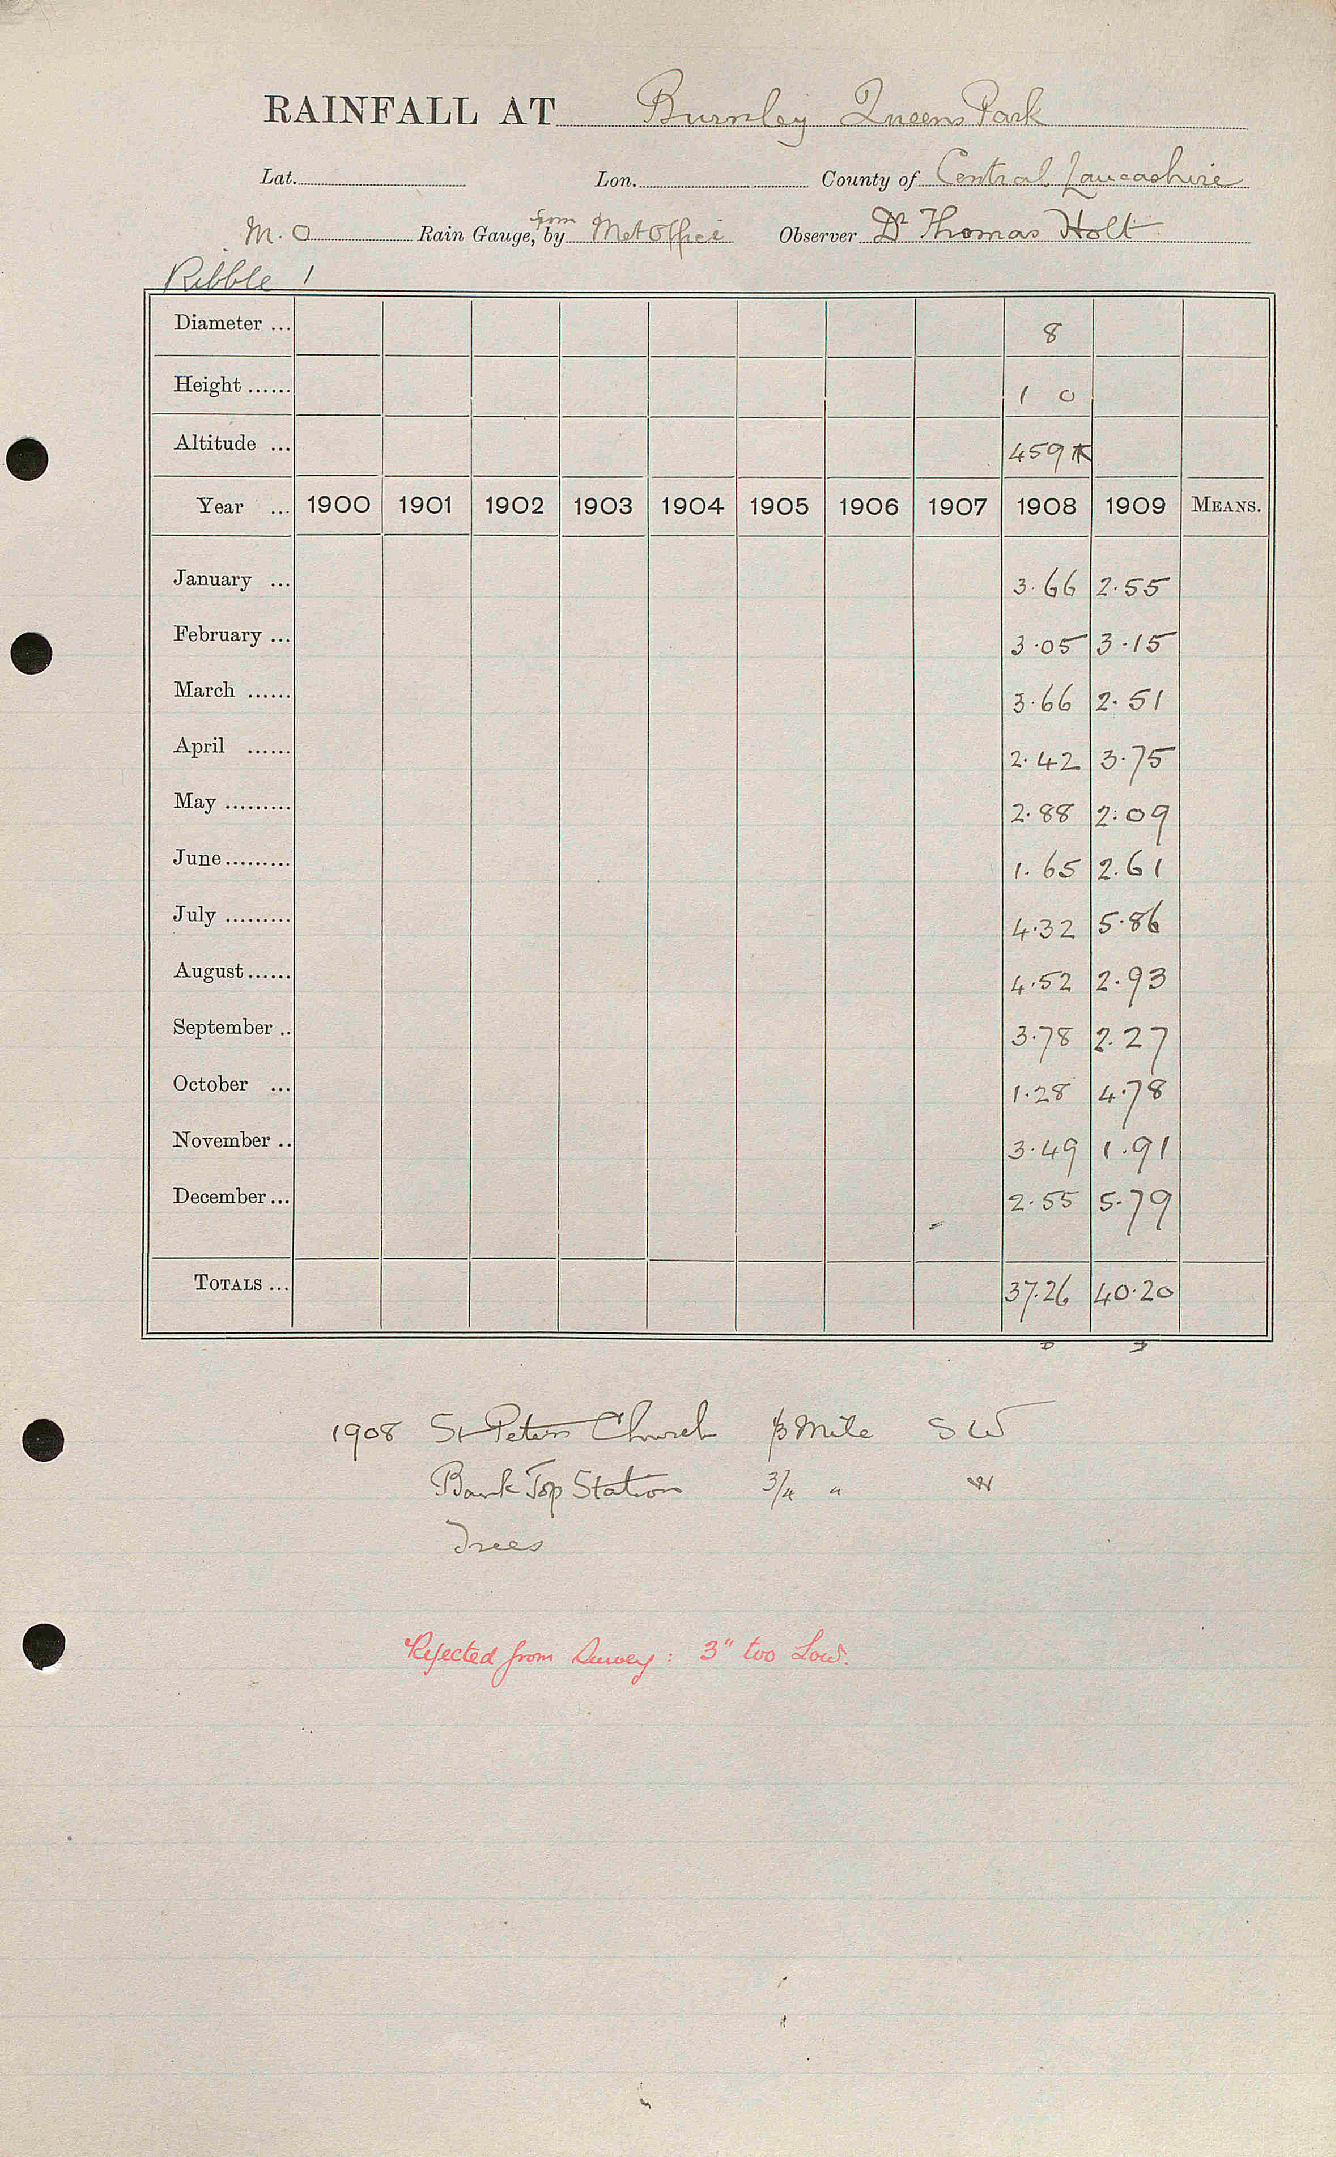 RAINFALL AT Burnley Queens Park
Lat. Lon. County of Central Lancashire
M.O Rain Gauge, from by Met Office Observer Dr Thomas Holt
Ribble 1
Diameter ... 8
Height ...... 1 0
Altitude ... 459
Year ... 1900 1901 1902 1903 1904 1905 1906 1907 1908 1909 MEANS.
January ... 3.66 2.55
February ... 3.05 3.15
March ...... 3.66 2.51
April ...... 2.42 3.75
May ......... 2.88 2.09
June ......... 1.65 2.61
July ......... 4.32 5.86
August ...... 4.52 2.93
September .. 3.78 2.27
October ... 1.28 4.78
November .. 3.49 1.91
December ... 2.55 5.79
TOTALS ... 37.26 40.20
1908 St Peters Church Mile SW
Bank Top Station 3/4 " W
Trees
Rejected from Survey: 3" too Low.